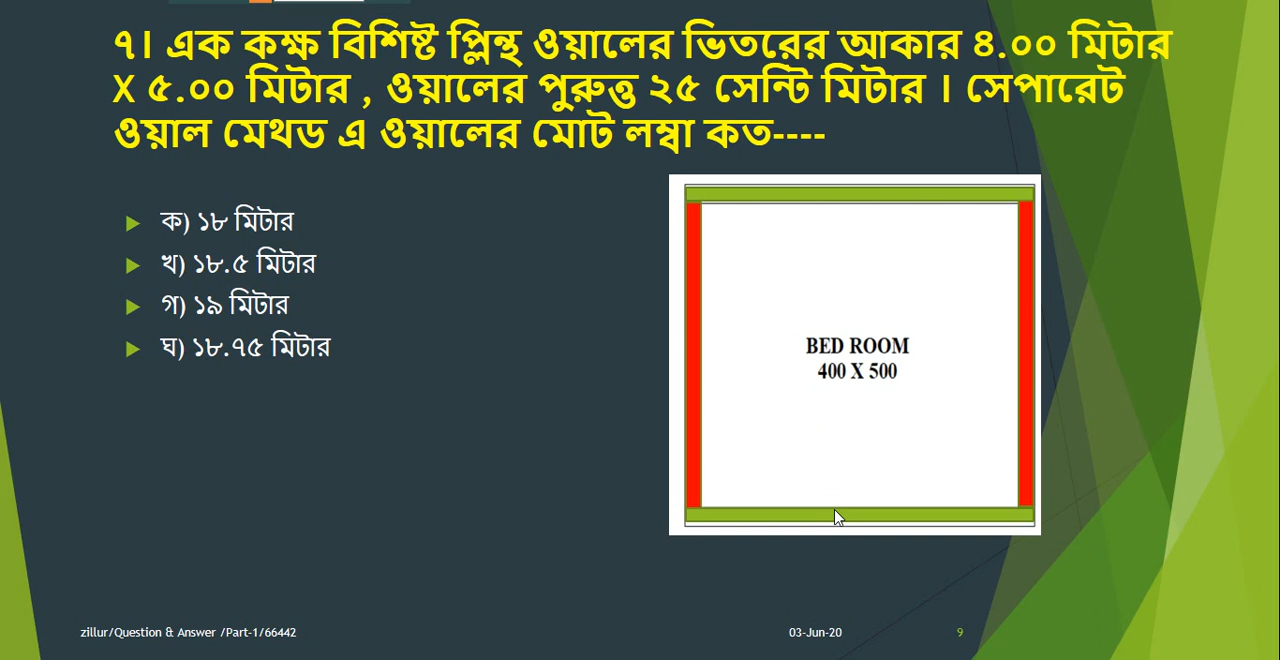 ৭। এক কক্ষ বিশিষ্ট প্লিন্থ ওয়ালের ভিতরের আকার ৪.০০ মিটার
X ৫.০০ মিটার , ওয়ালের পুরুত্ত ২৫ সেন্টি মিটার । সেপারেট
ওয়াল মেথড এ ওয়ালের মোট লম্বা কত----
ক) ১৮ মিটার
খ) ১৮.৫ মিটার
গ) ১৯ মিটার
ঘ) ১৮.৭৫ মিটার
BED ROOM
400 X 500
zillur/Question & Answer /Part-1/66442
03-Jun-20
9